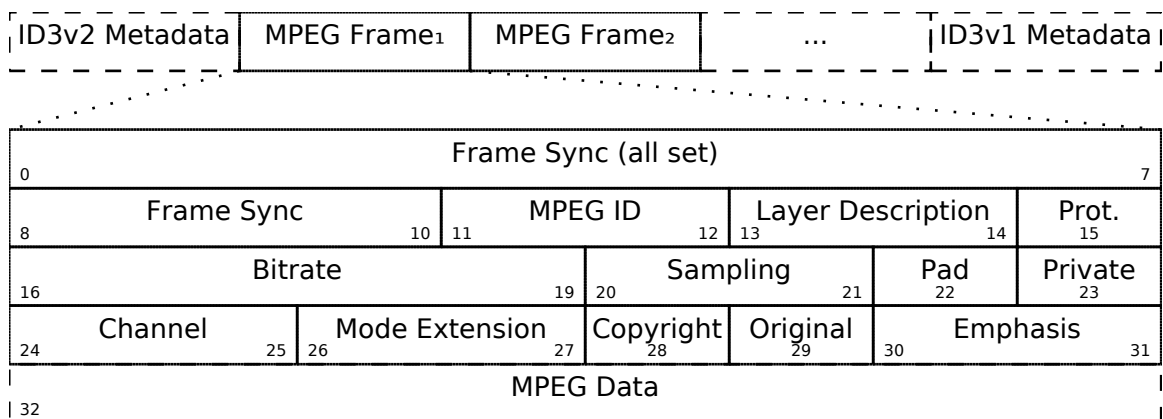 ID3v2 Metadata MPEG Frame₁ MPEG Frame₂ ... ID3v1 Metadata
Frame Sync (all set)
0 7
Frame Sync MPEG ID Layer Description Prot.
8 10 11 12 13 14 15
Bitrate Sampling Pad Private
16 19 20 21 22 23
Channel Mode Extension Copyright Original Emphasis
24 25 26 27 28 29 30 31
MPEG Data
32